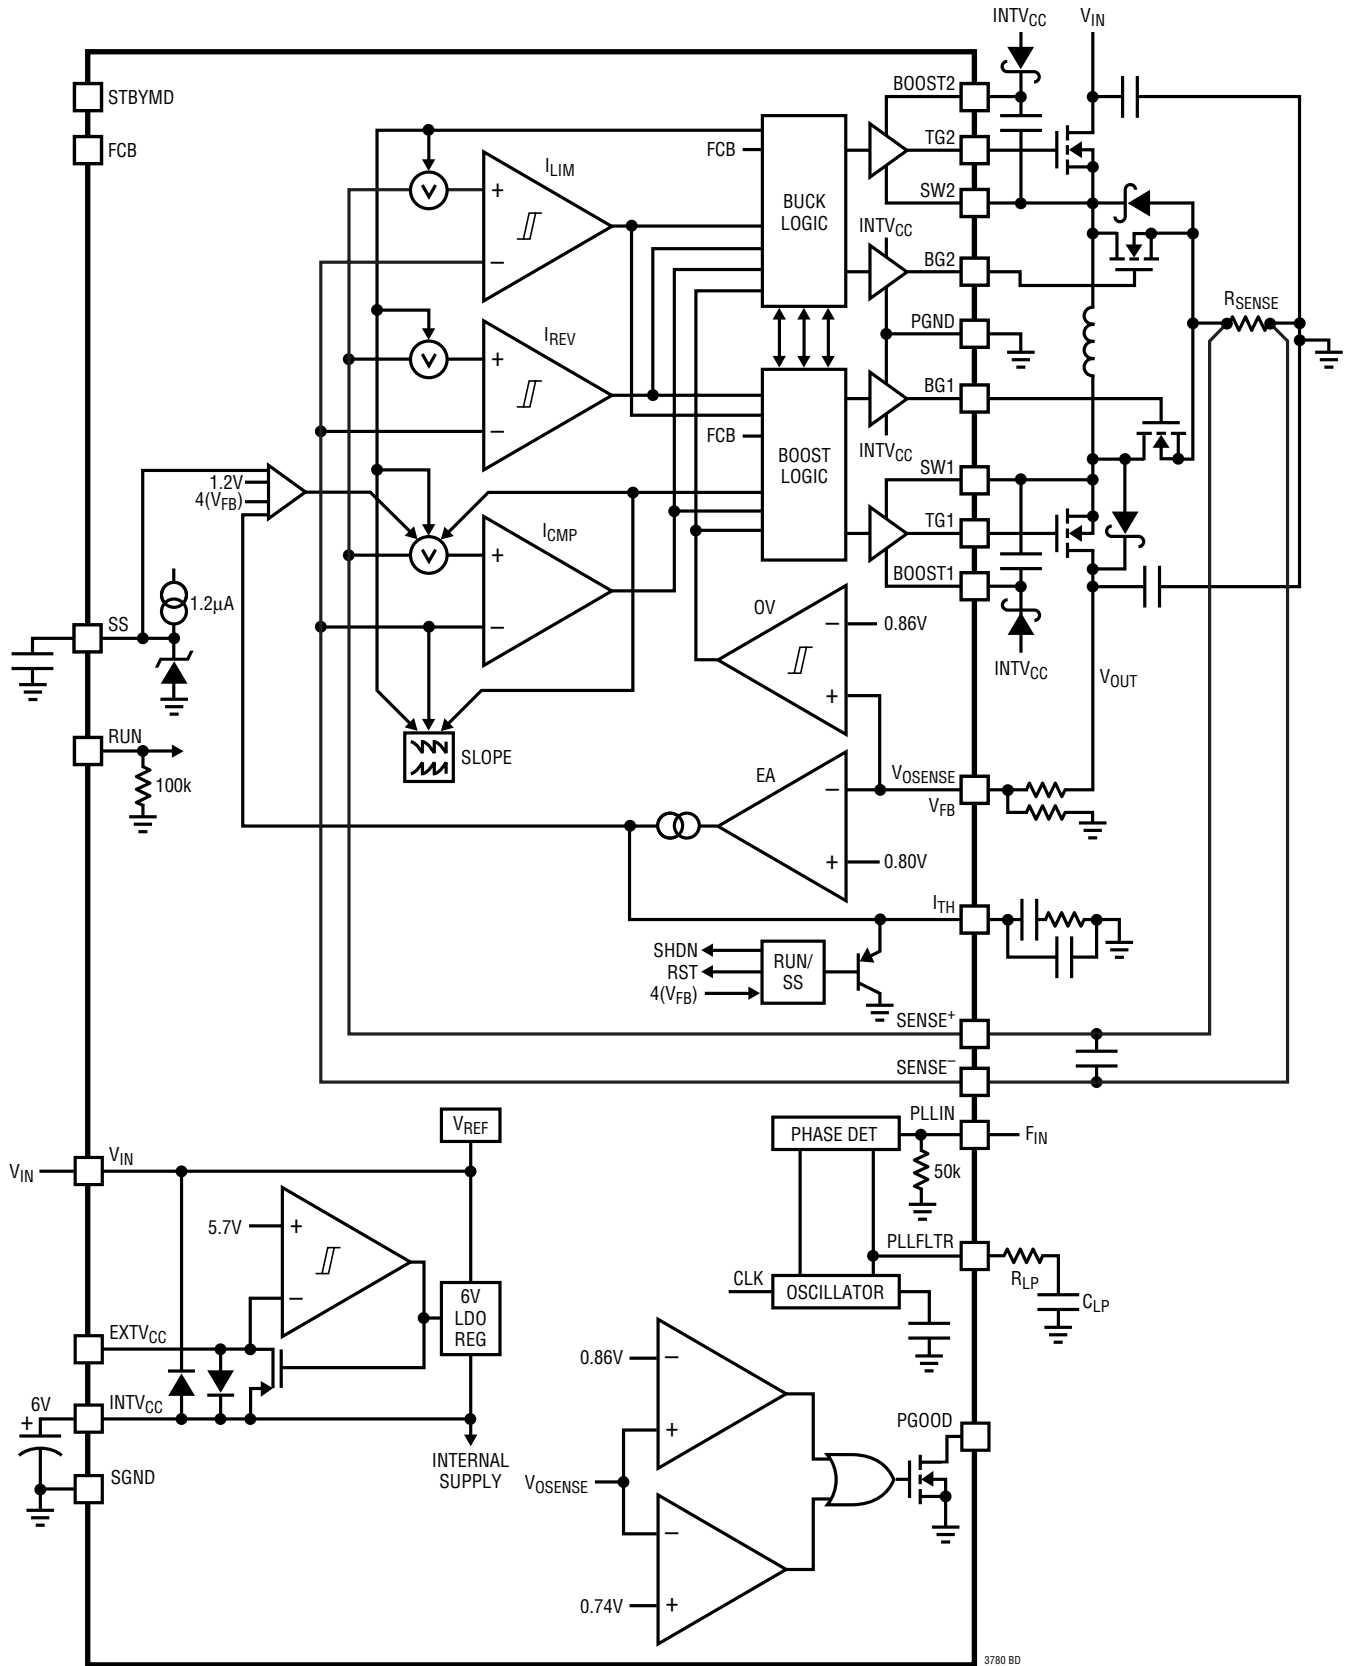 INTVCC
VIN
STBYMD
FCB
BOOST2
TG2
SW2
FCB
BUCK
LOGIC
ILIM
+
–
INTVCC
BG2
RSENSE
PGND
IREV
+
–
BG1
FCB
INTVCC
BOOST
LOGIC
SW1
1.2V
4(VFB)
ICMP
+
–
TG1
BOOST1
1.2µA
SS
OV
–
0.86V
+
INTVCC
VOUT
RUN
100k
SLOPE
EA
–
VOSENSE
VFB
+
0.80V
ITH
SHDN
RST
4(VFB)
RUN/
SS
SENSE+
SENSE–
VREF
PLLIN
PHASE DET
FIN
50k
VIN
VIN
5.7V
+
–
PLLFLTR
RLP
CLP
CLK
OSCILLATOR
6V
LDO
REG
EXTVCC
0.86V
–
+
6V
+
INTVCC
PGOOD
INTERNAL
SUPPLY
SGND
VOSENSE
–
0.74V
+
3780 BD